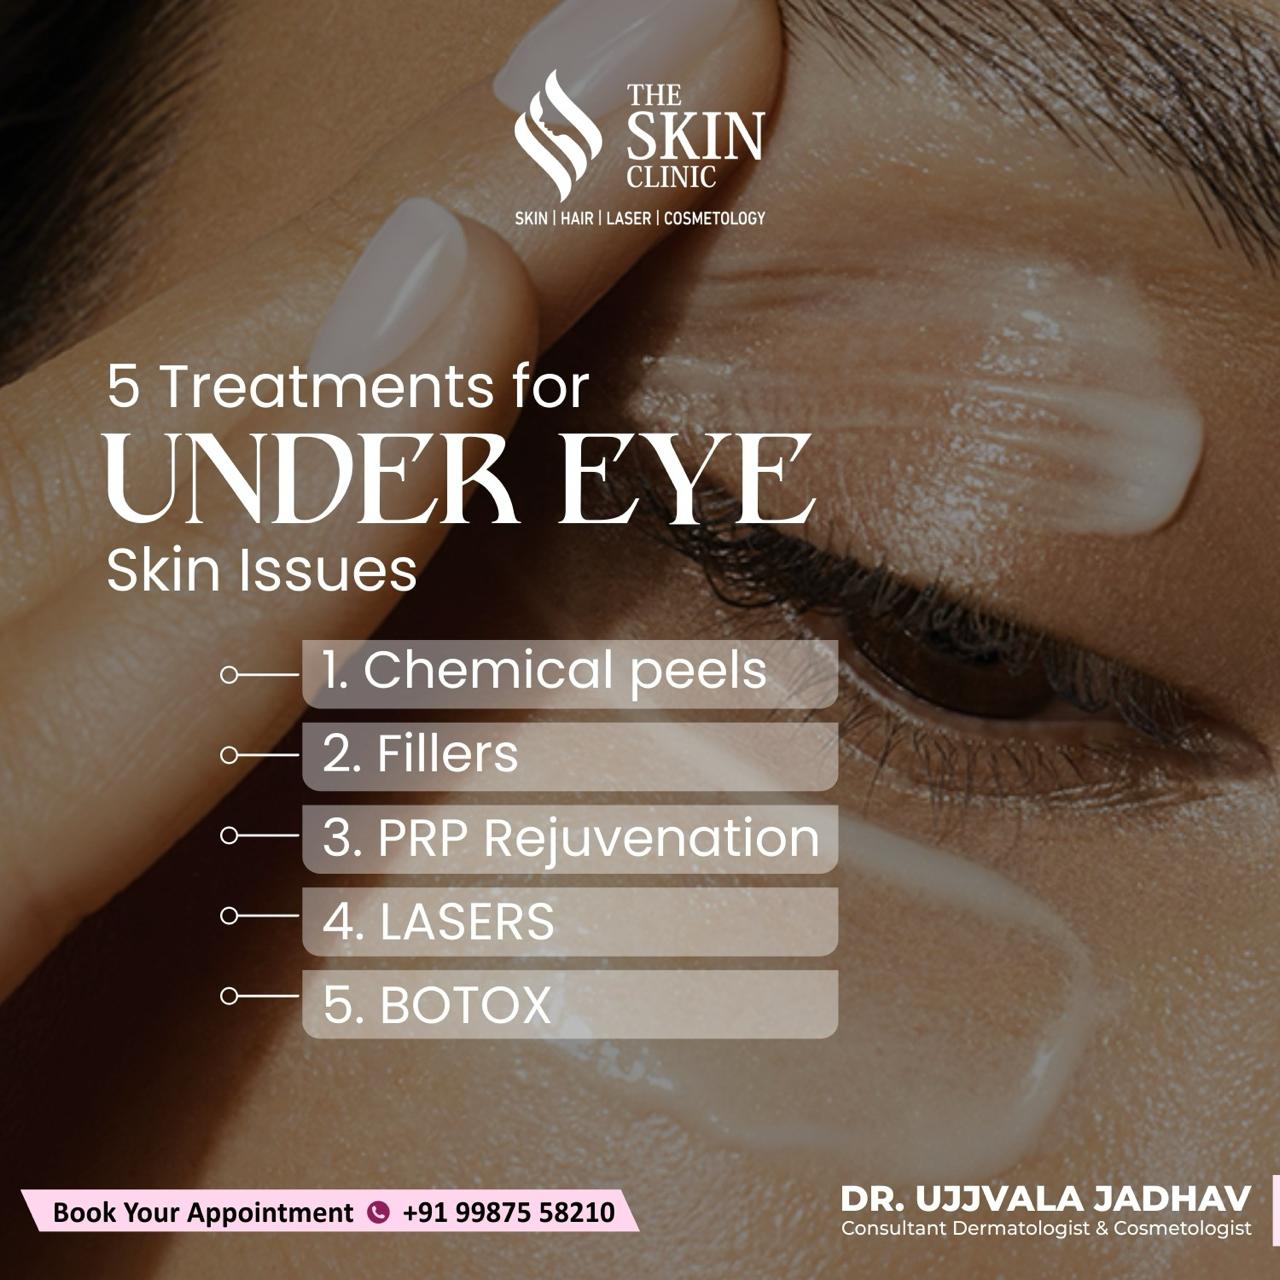 THE
SKIN
CLINIC
SKIN | HAIR | LASER | COSMETOLOGY
5 Treatments for
UNDER EYE
Skin Issues
1. Chemical peels
2. Fillers
3. PRP Rejuvenation
4. LASERS
5. BOTOX
Book Your Appointment +91 99875 58210
DR. UJJVALA JADHAV
Consultant Dermatologist & Cosmetologist